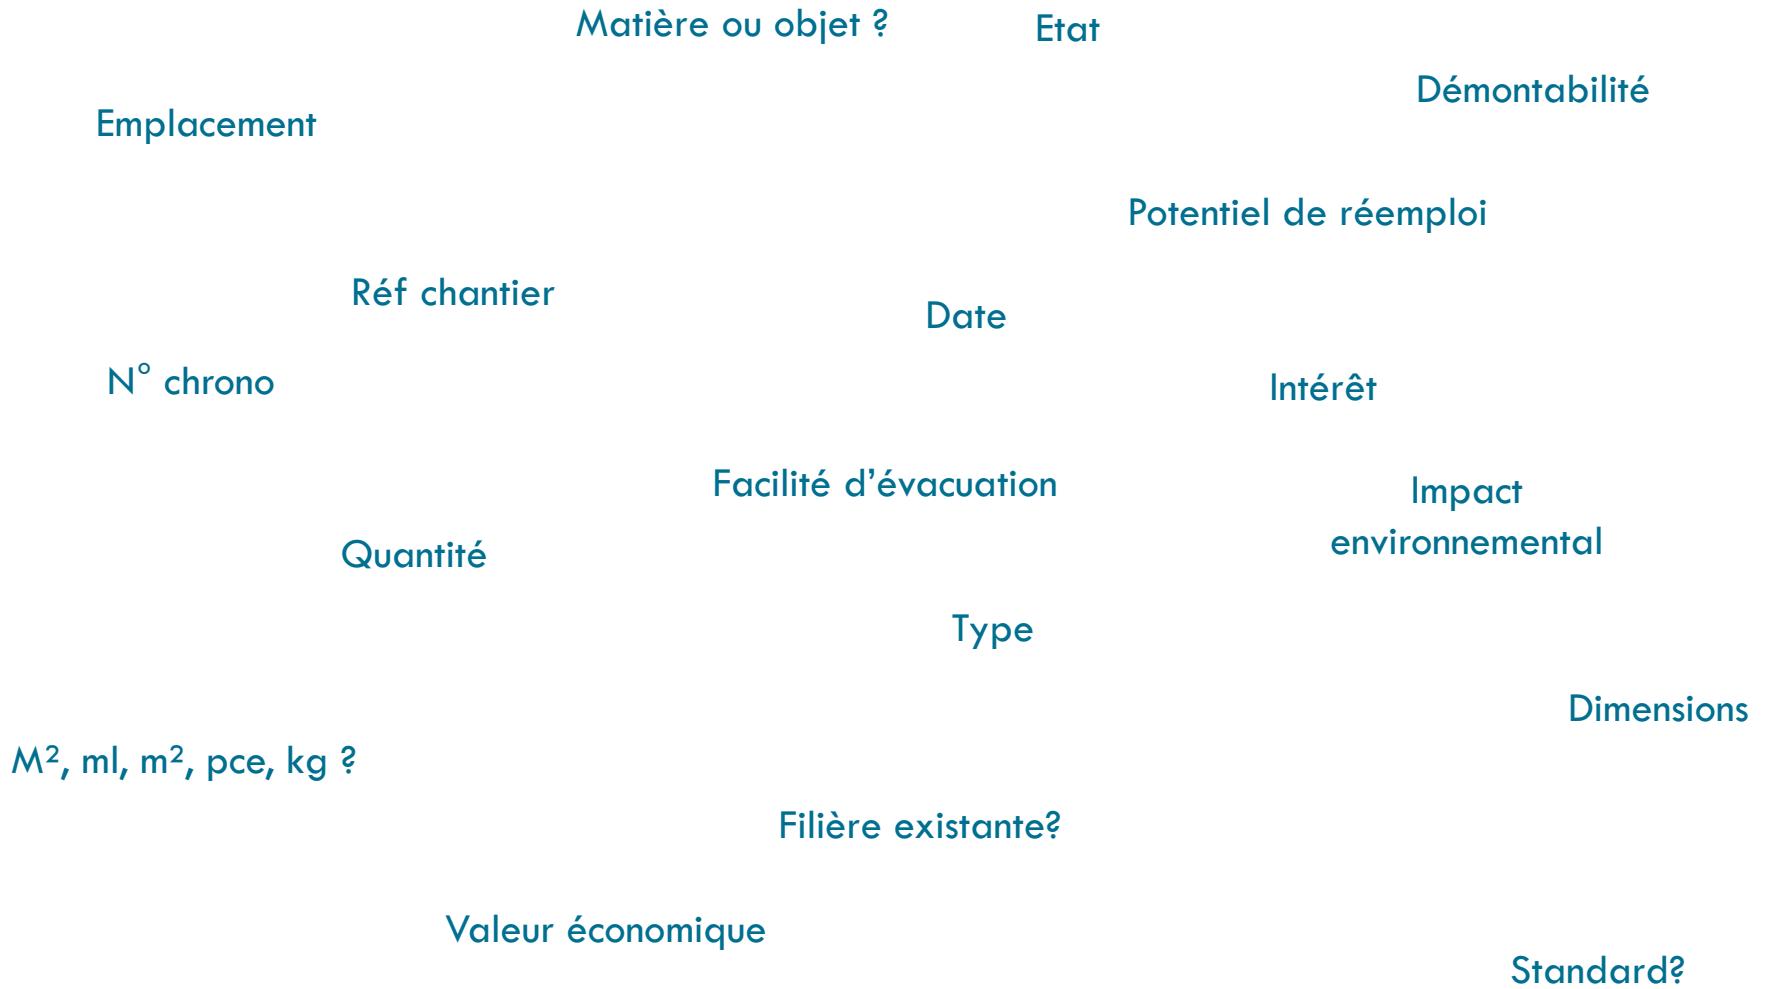 Matière ou objet ?
Etat
Démontabilité
Emplacement
Potentiel de réemploi
Réf chantier
Date
N° chrono
Intérêt
Facilité d’évacuation
Impact
environnemental
Quantité
Type
Dimensions
M², ml, m², pce, kg ?
Filière existante?
Valeur économique
Standard?